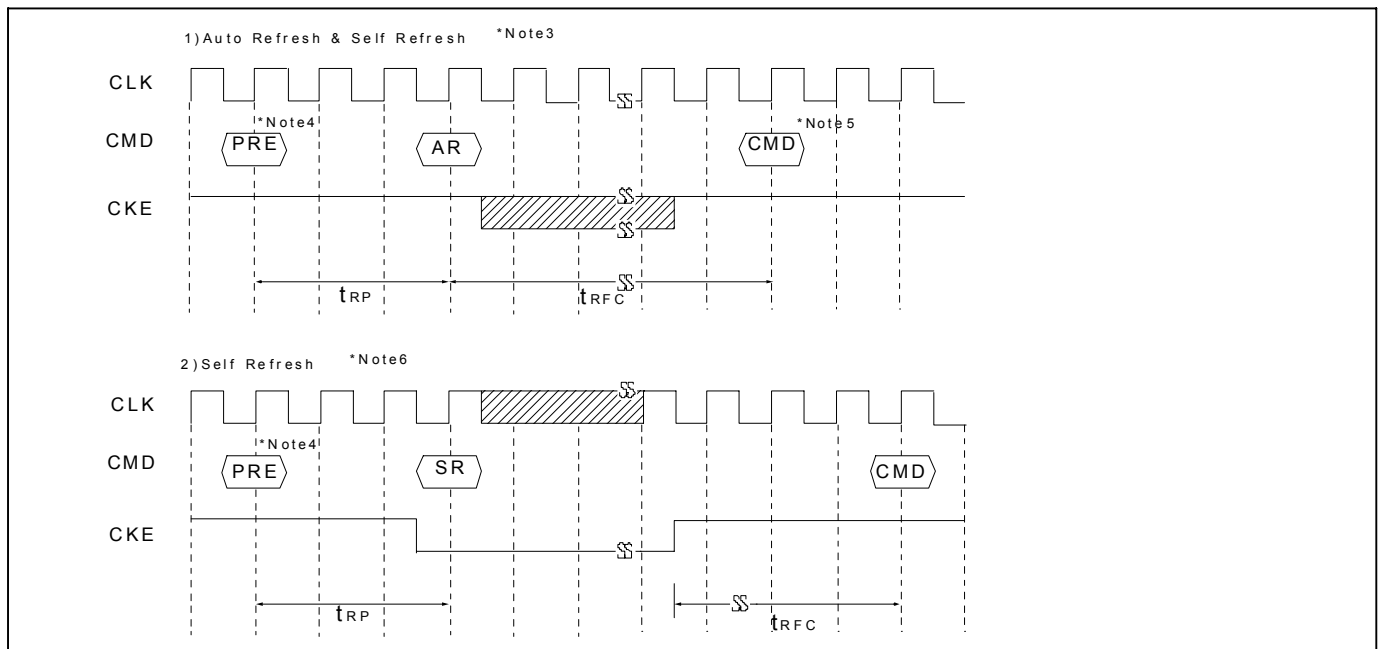 1)Auto Refresh & Self Refresh *Note3
CLK
*Note4 *Note5
CMD PRE AR CMD
CKE
tRP tRFC
2)Self Refresh *Note6
CLK
*Note4
CMD PRE SR CMD
CKE
tRP tRFC